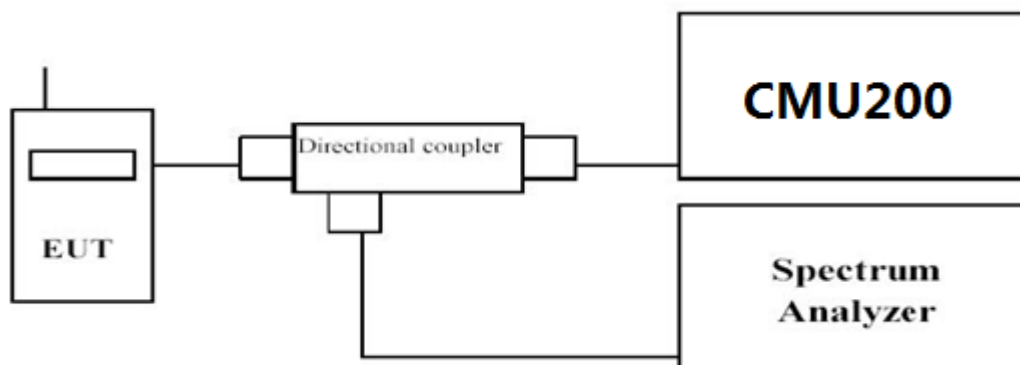 CMU200
Directional coupler
EUT
Spectrum
Analyzer